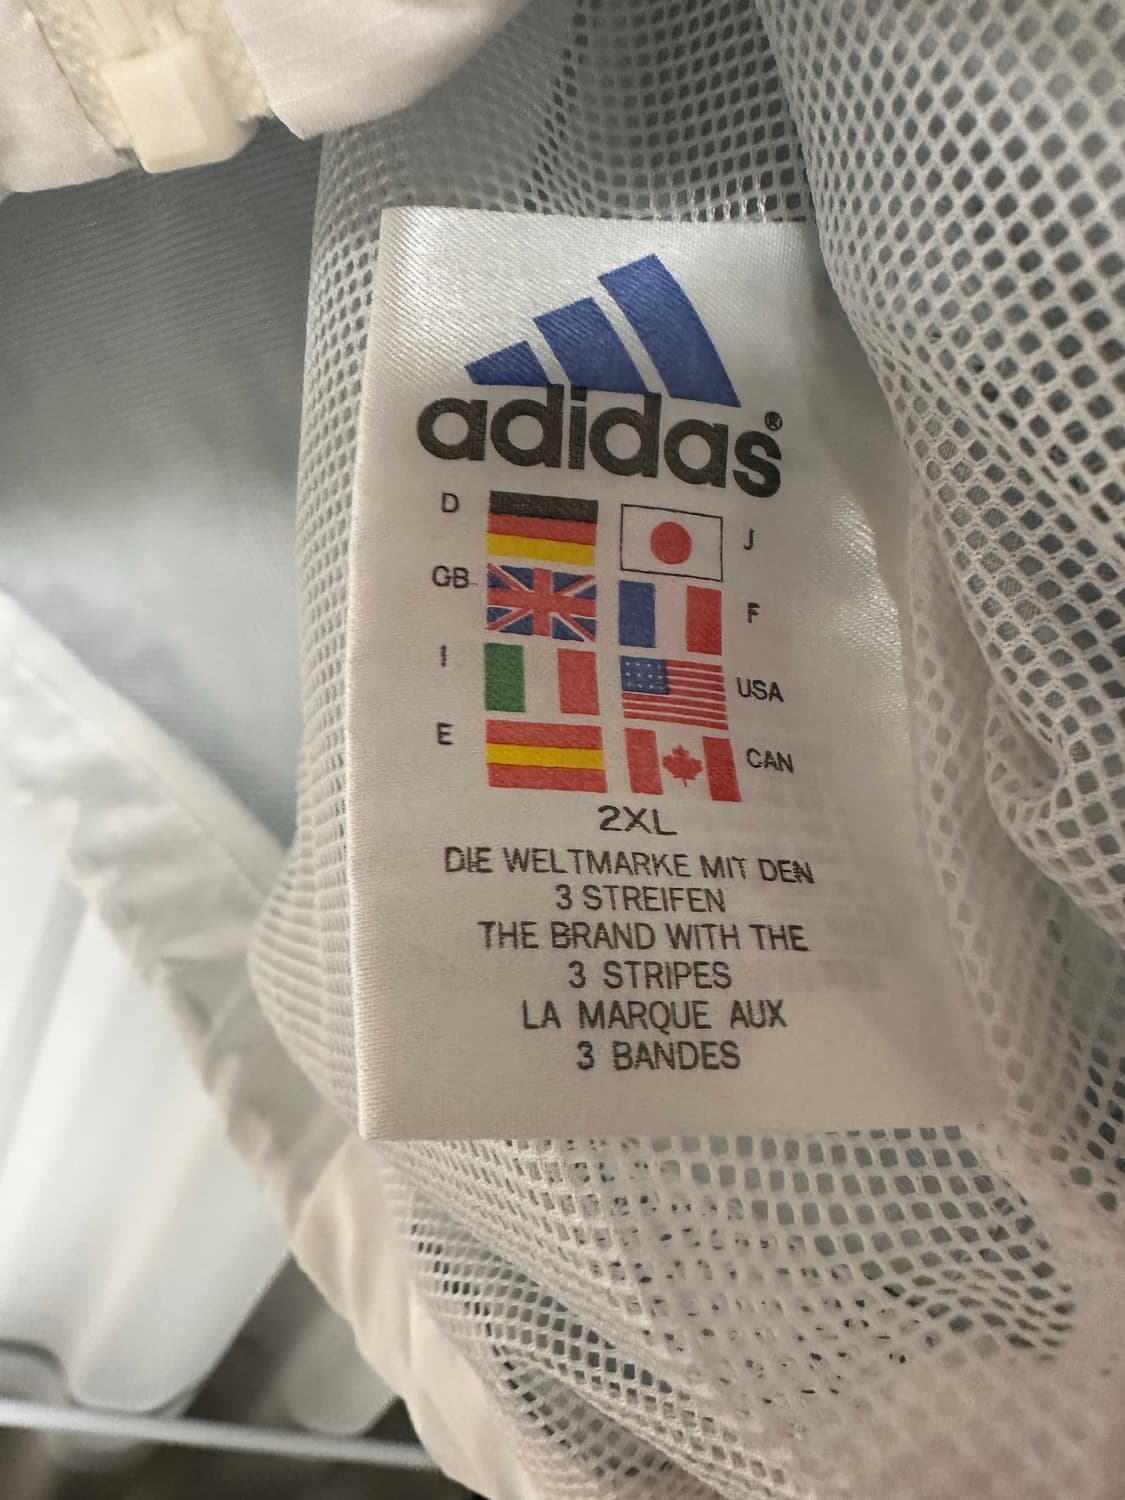 adidas®
D J
GB F
I USA
E CAN
2XL
DIE WELTMARKE MIT DEN
3 STREIFEN
THE BRAND WITH THE
3 STRIPES
LA MARQUE AUX
3 BANDES